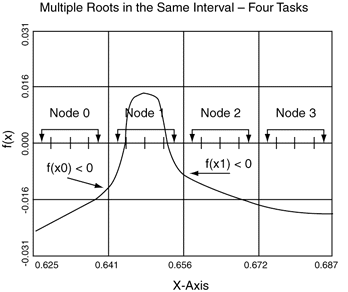 Multiple Roots in the Same Interval – Four Tasks
0.031
0.016
Node 0 Node 1 Node 2 Node 3
f(x)
0.000
f(x0) < 0 f(x1) < 0
-0.016
-0.031
0.625 0.641 0.656 0.672 0.687
X-Axis